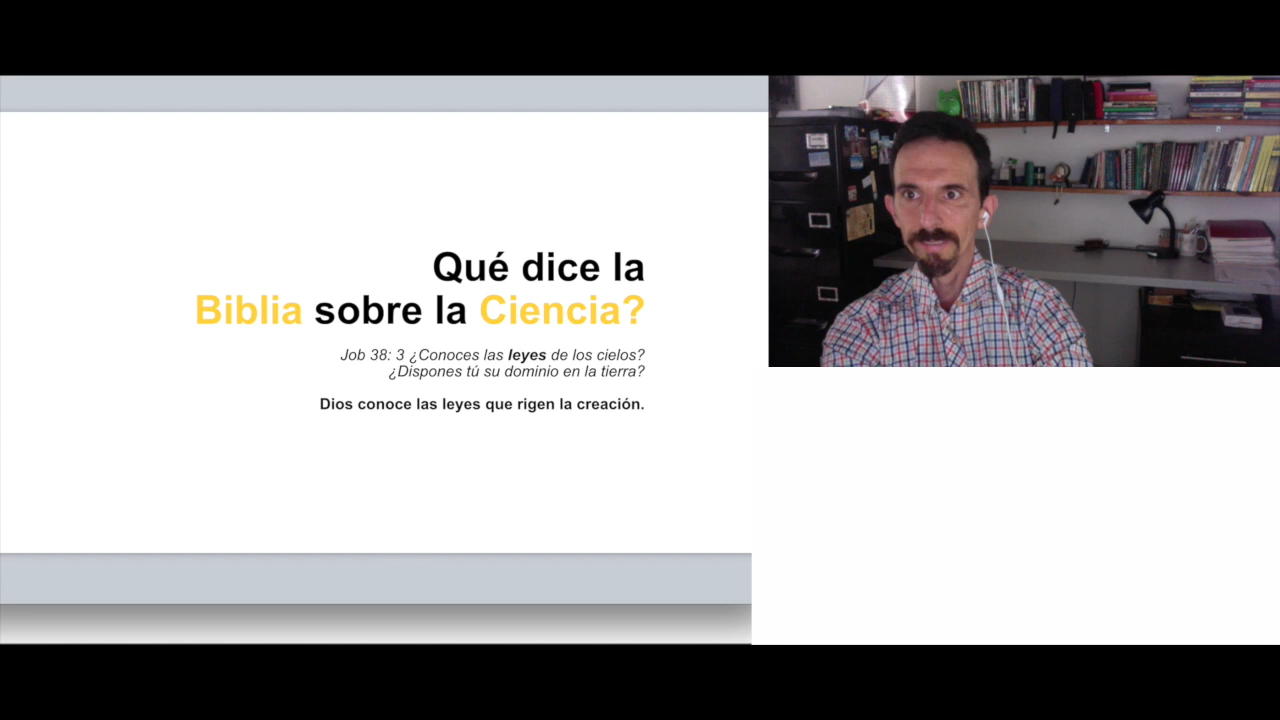 Qué dice la
Biblia sobre la Ciencia?
Job 38: 3 ¿Conoces las leyes de los cielos?
¿Dispones tú su dominio en la tierra?
Dios conoce las leyes que rigen la creación.